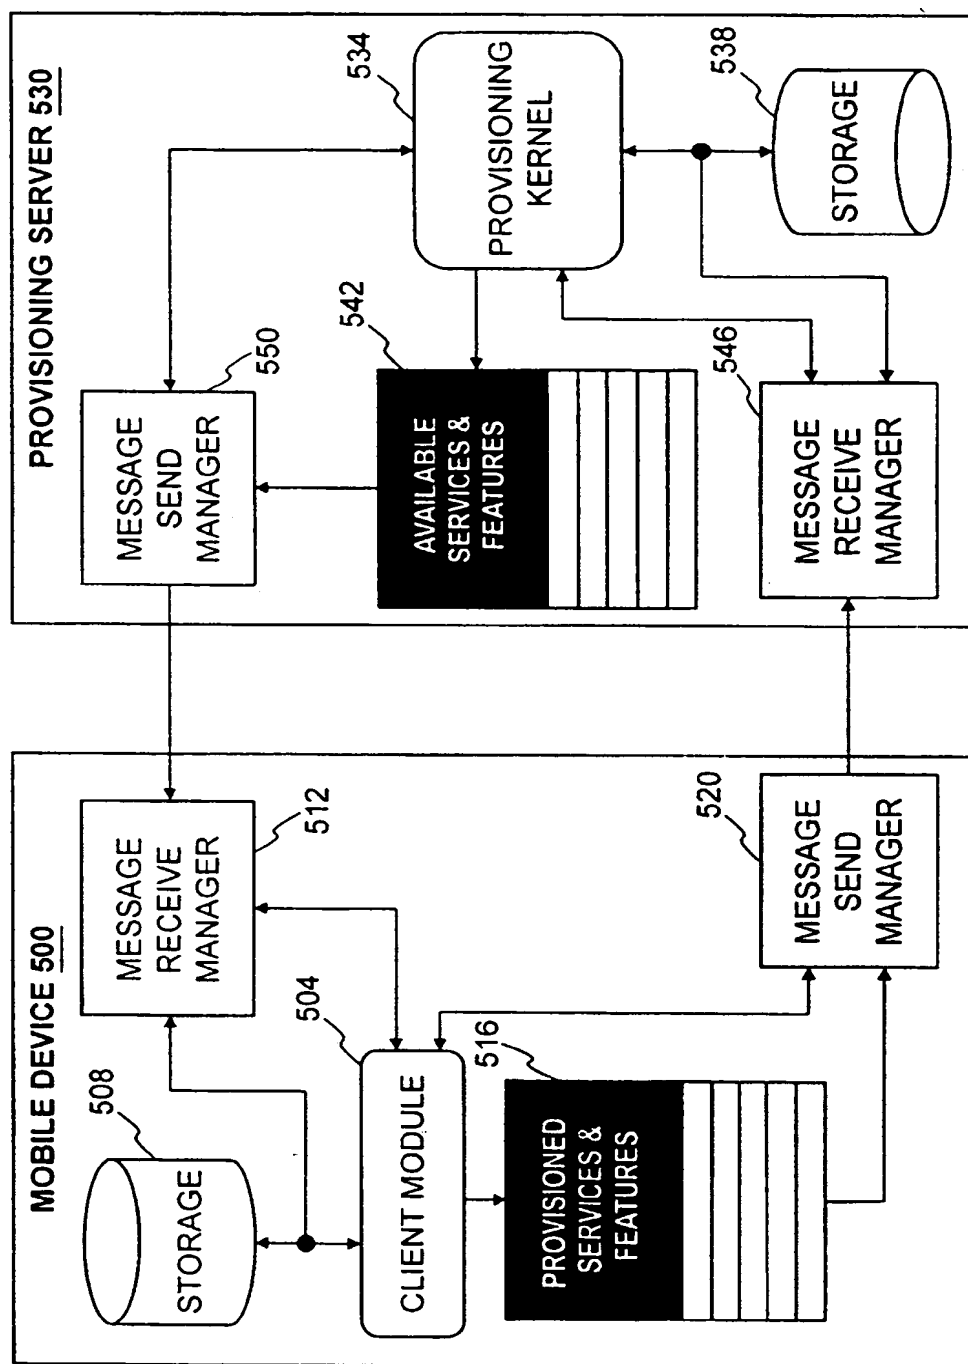 MOBILE DEVICE 500
508
STORAGE
MESSAGE
RECEIVE
MANAGER
512
504
CLIENT MODULE
516
PROVISIONED
SERVICES &
FEATURES
520
MESSAGE
SEND
MANAGER
PROVISIONING SERVER 530
550
MESSAGE
SEND
MANAGER
534
PROVISIONING
KERNEL
542
AVAILABLE
SERVICES &
FEATURES
538
STORAGE
546
MESSAGE
RECEIVE
MANAGER